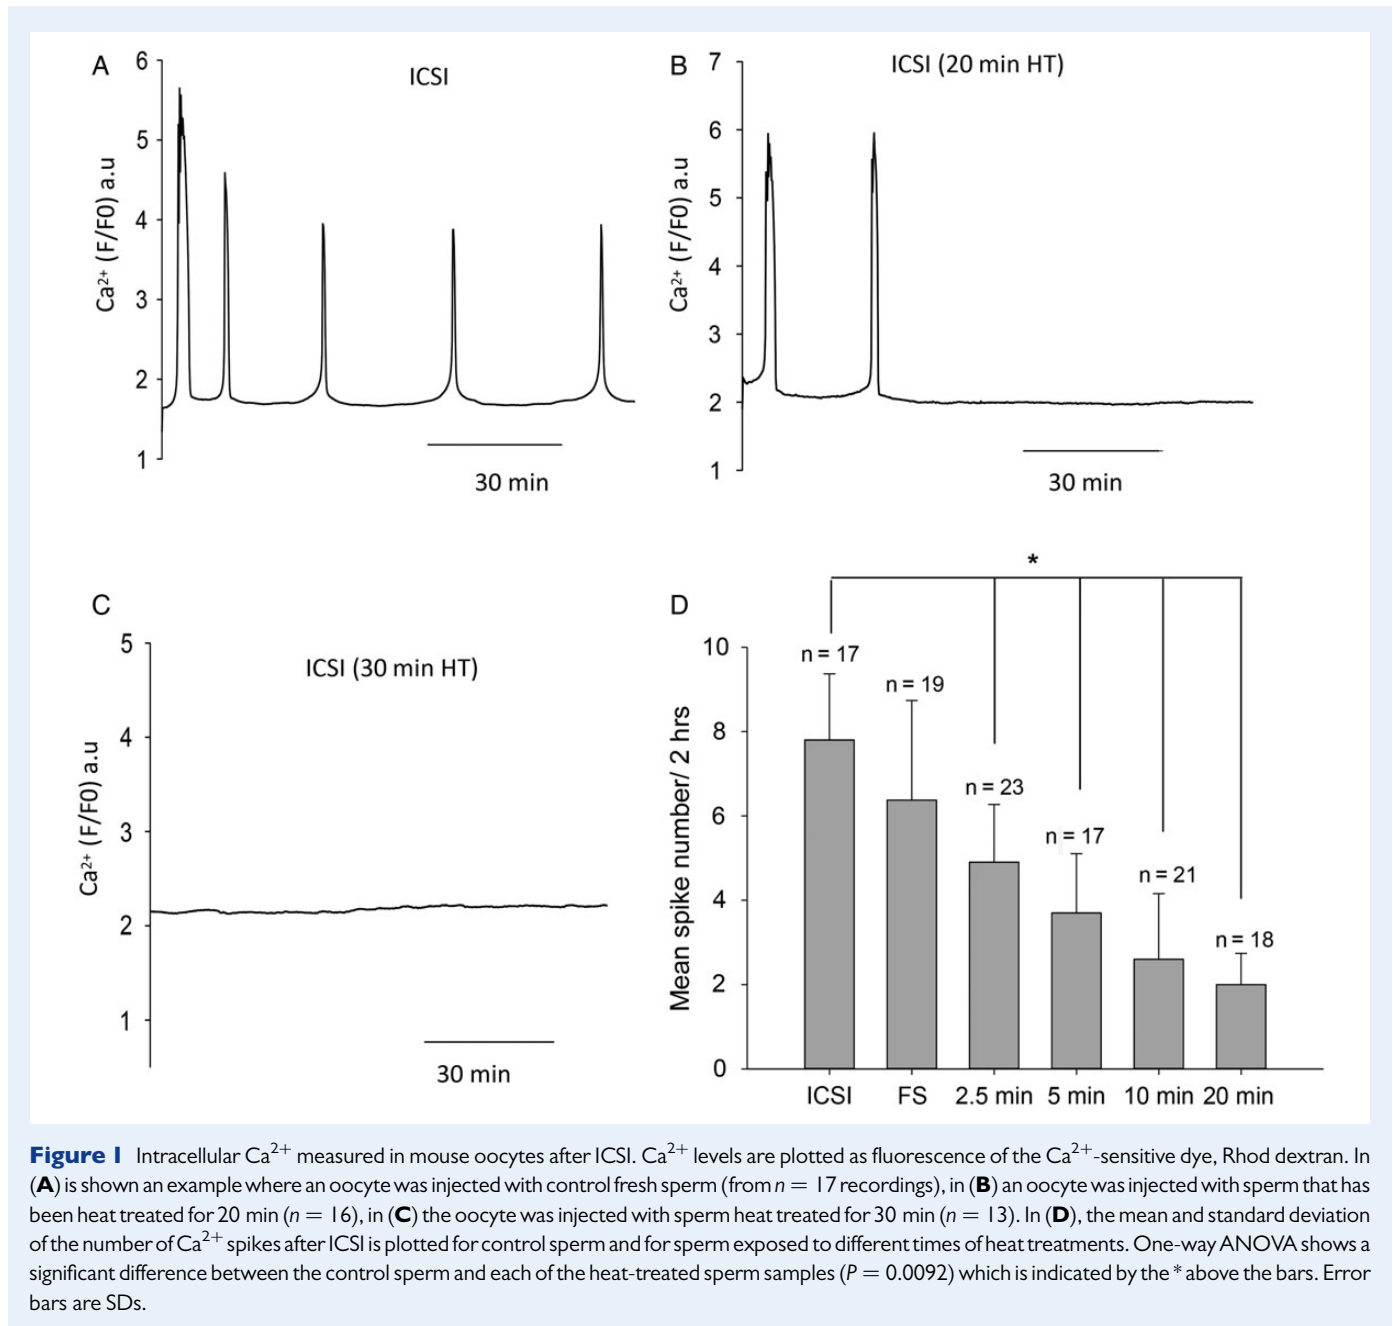 A
ICSI
6
5
4
3
2
1
Ca²⁺ (F/F0) a.u
30 min
B
ICSI (20 min HT)
7
6
5
4
3
2
1
Ca²⁺ (F/F0) a.u
30 min
C
ICSI (30 min HT)
5
4
3
2
1
Ca²⁺ (F/F0) a.u
30 min
D
*
10
8
6
4
2
0
Mean spike number/ 2 hrs
n = 17
n = 19
n = 23
n = 17
n = 21
n = 18
ICSI FS 2.5 min 5 min 10 min 20 min
Figure 1 Intracellular Ca²⁺ measured in mouse oocytes after ICSI. Ca²⁺ levels are plotted as fluorescence of the Ca²⁺-sensitive dye, Rhod dextran. In
(A) is shown an example where an oocyte was injected with control fresh sperm (from n = 17 recordings), in (B) an oocyte was injected with sperm that has
been heat treated for 20 min (n = 16), in (C) the oocyte was injected with sperm heat treated for 30 min (n = 13). In (D), the mean and standard deviation
of the number of Ca²⁺ spikes after ICSI is plotted for control sperm and for sperm exposed to different times of heat treatments. One-way ANOVA shows a
significant difference between the control sperm and each of the heat-treated sperm samples (P = 0.0092) which is indicated by the * above the bars. Error
bars are SDs.